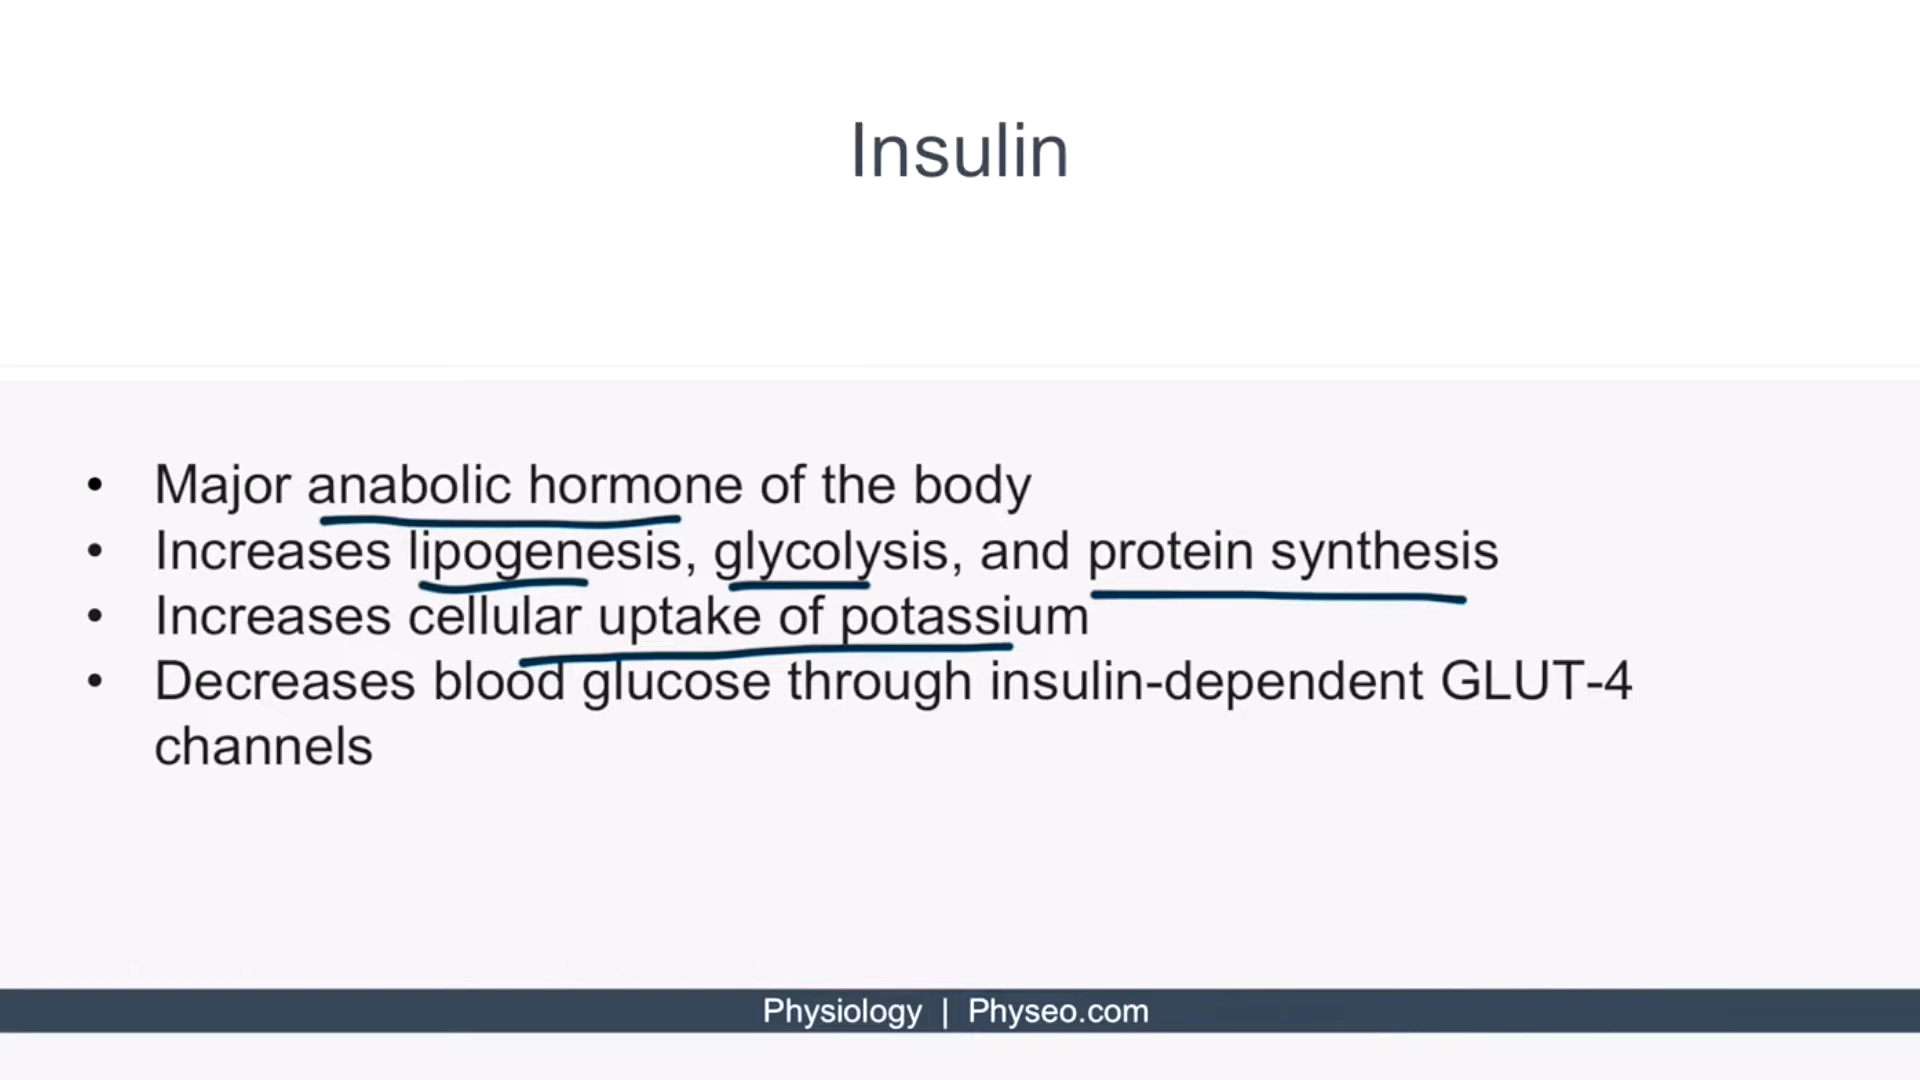 Insulin
• Major anabolic hormone of the body
• Increases lipogenesis, glycolysis, and protein synthesis
• Increases cellular uptake of potassium
• Decreases blood glucose through insulin-dependent GLUT-4
channels
Physiology | Physeo.com